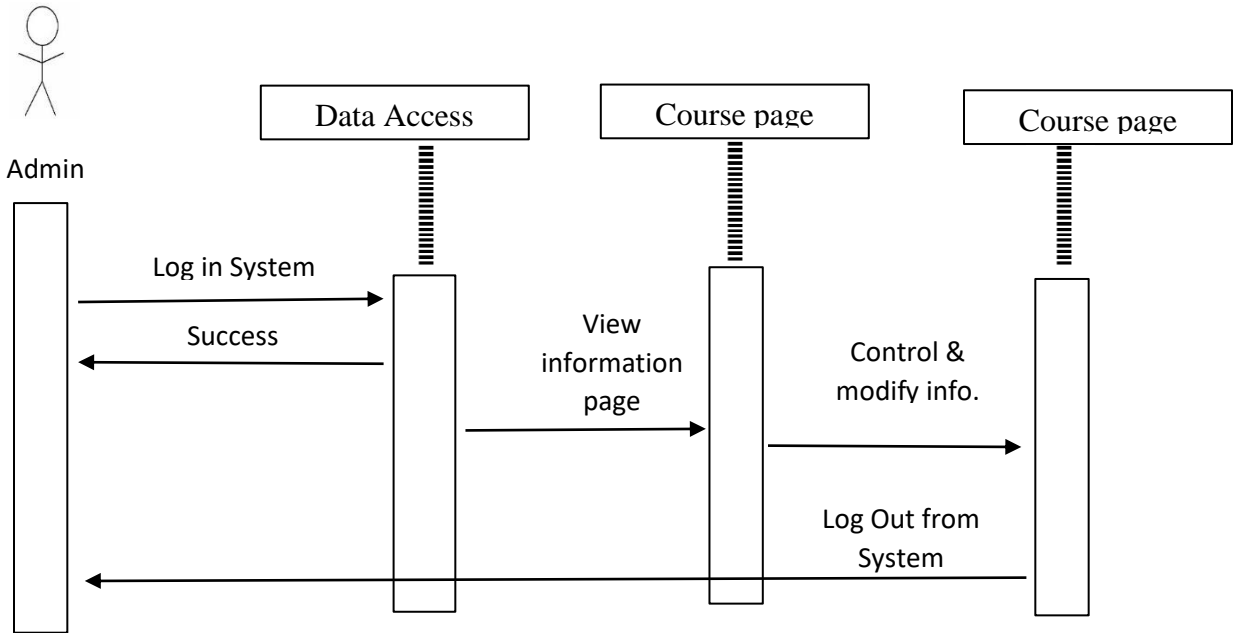 Data Access
Course page
Course page
Admin
Log in System
Success
View
information
page
Control &
modify info.
Log Out from
System